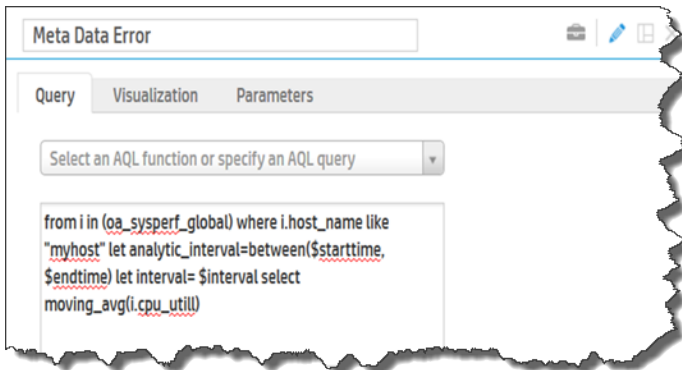 Meta Data Error
Query Visualization Parameters
Select an AQL function or specify an AQL query
from i in (oa_sysperf_global) where i.host_name like
"myhost" let analytic_interval=between($starttime,
$endtime) let interval= $interval select
moving_avg(i.cpu_utill)